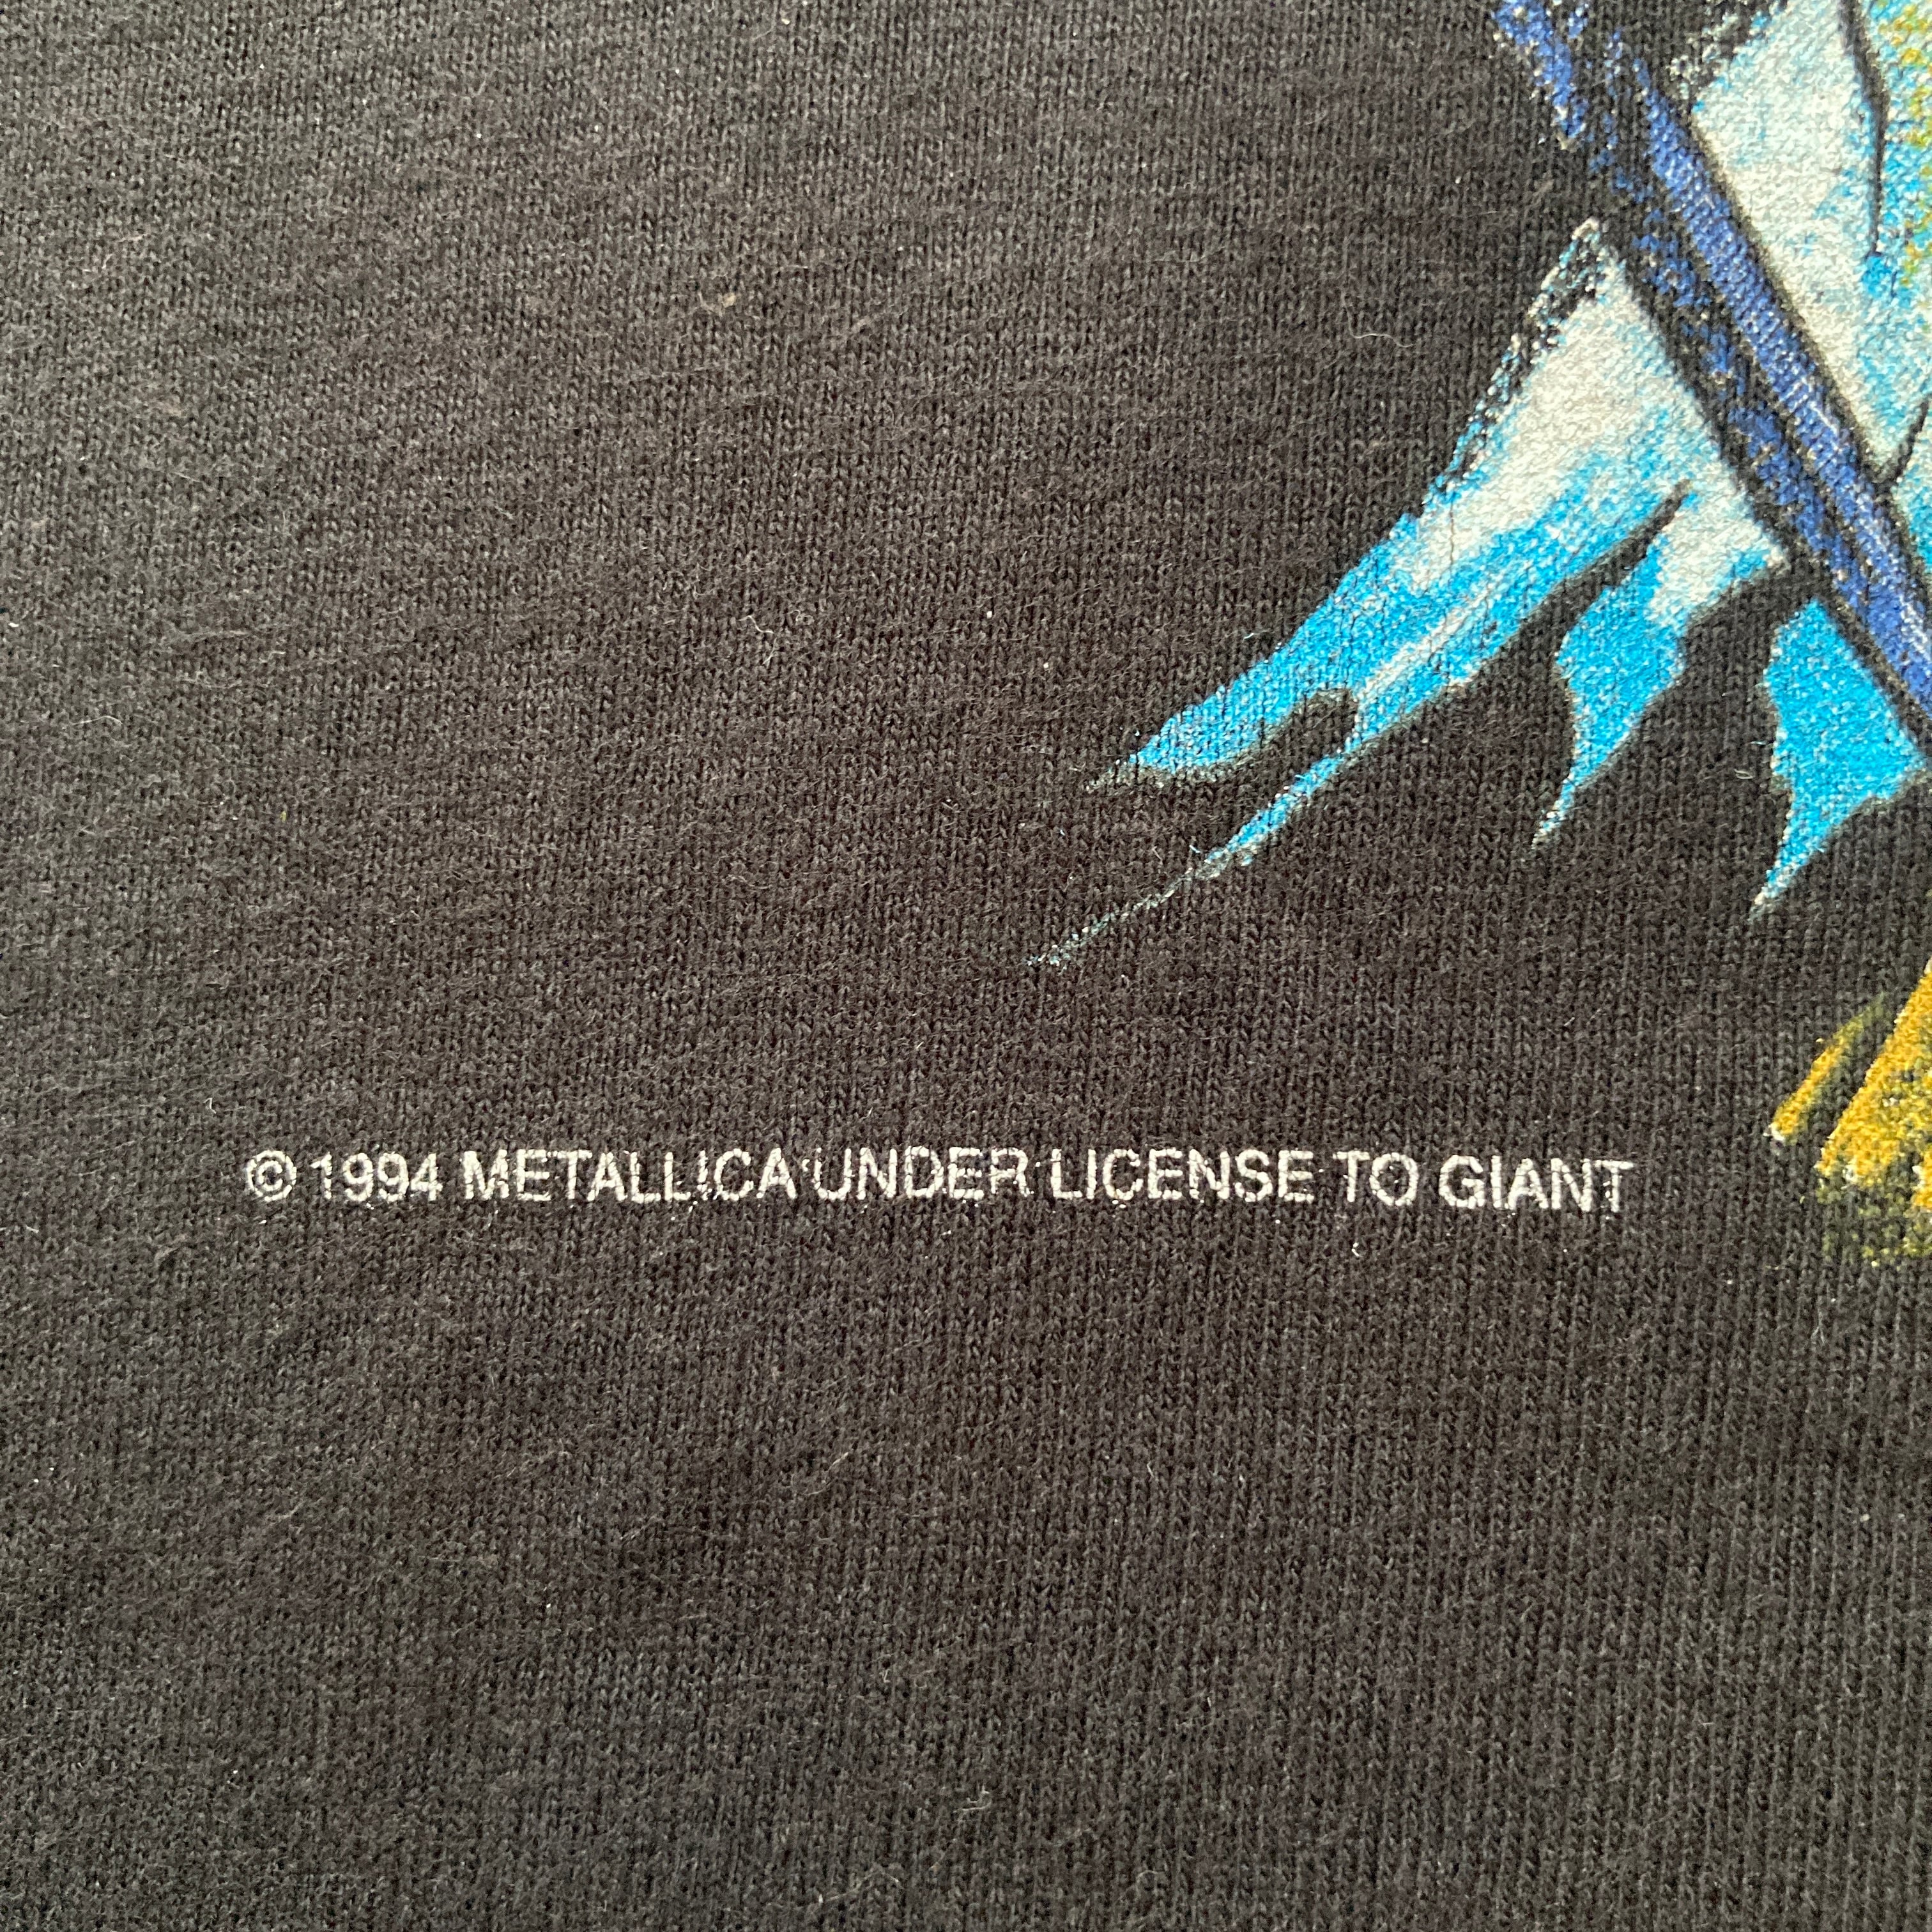 © 1994 METALLICA UNDER LICENSE TO GIANT